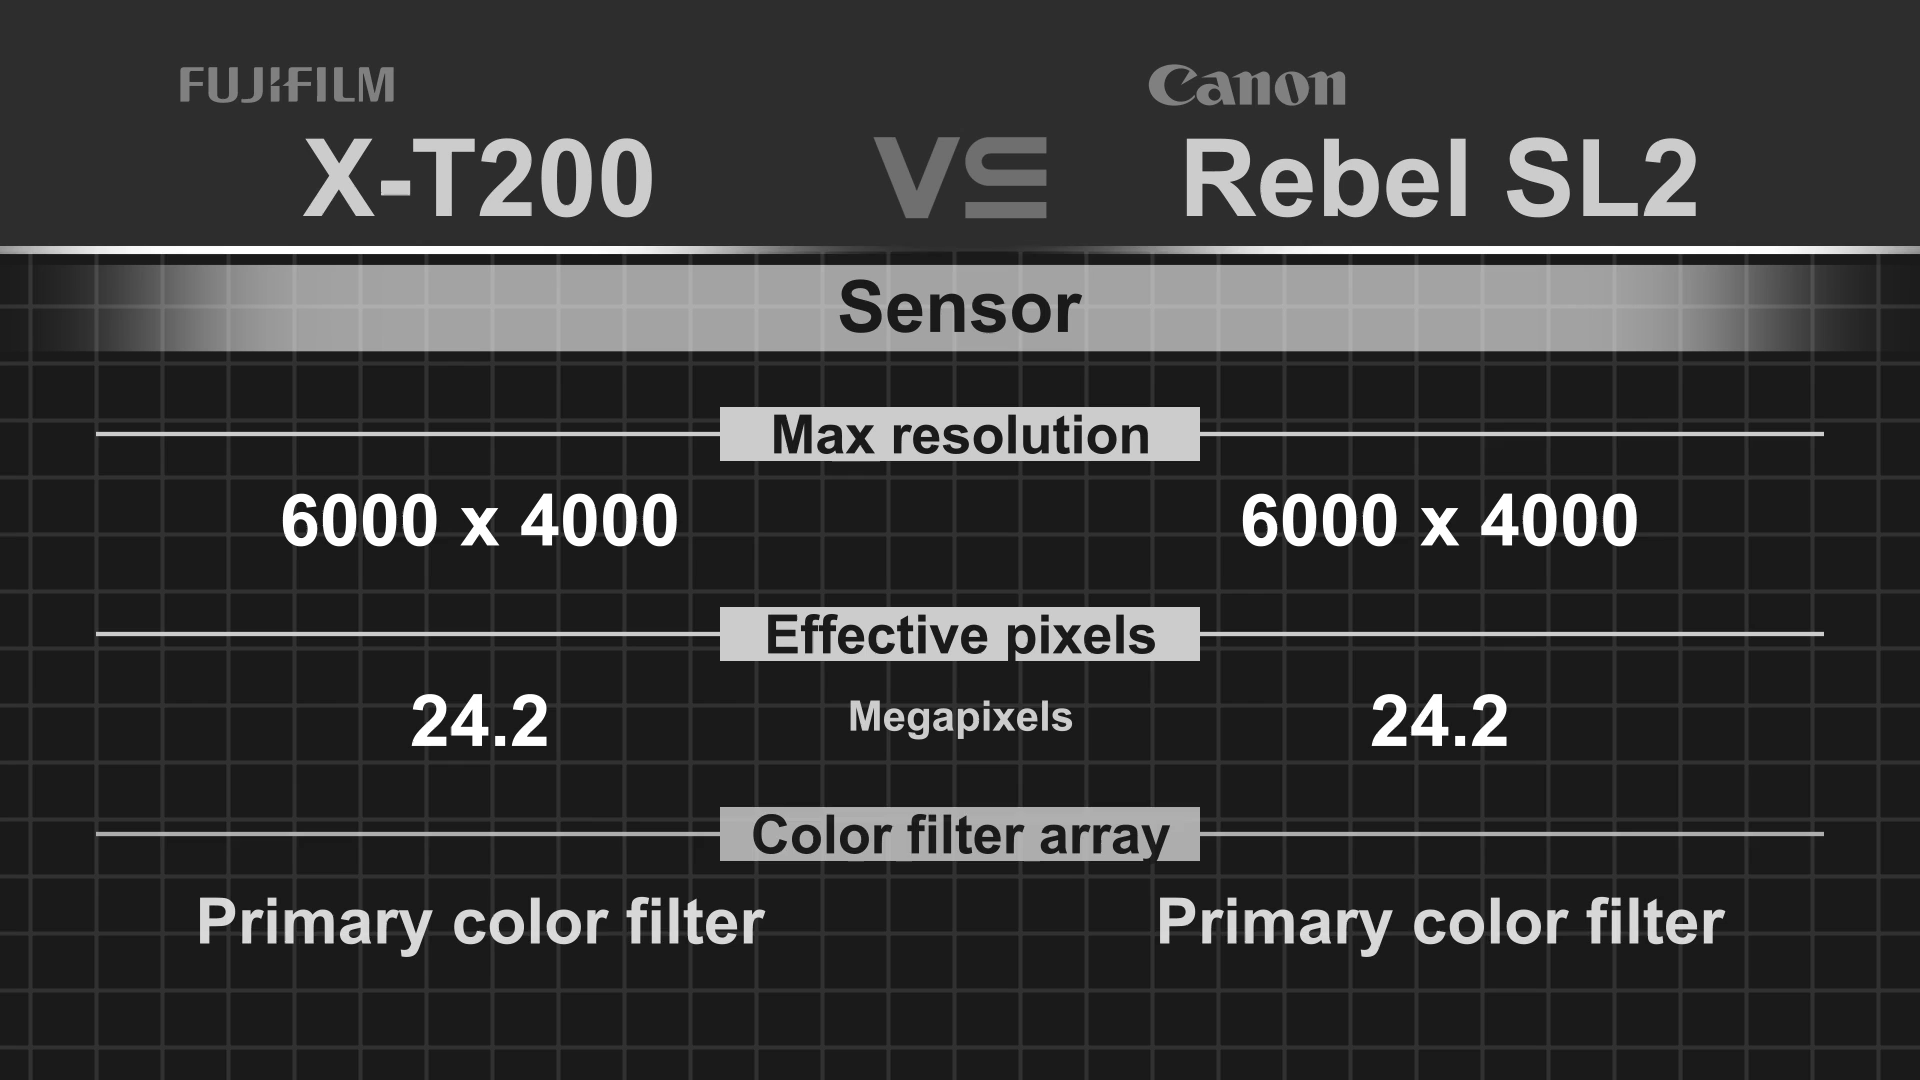 FUJIFILM
Canon
X-T200
VS
Rebel SL2
Sensor
Max resolution
6000 x 4000
6000 x 4000
Effective pixels
24.2
Megapixels
24.2
Color filter array
Primary color filter
Primary color filter